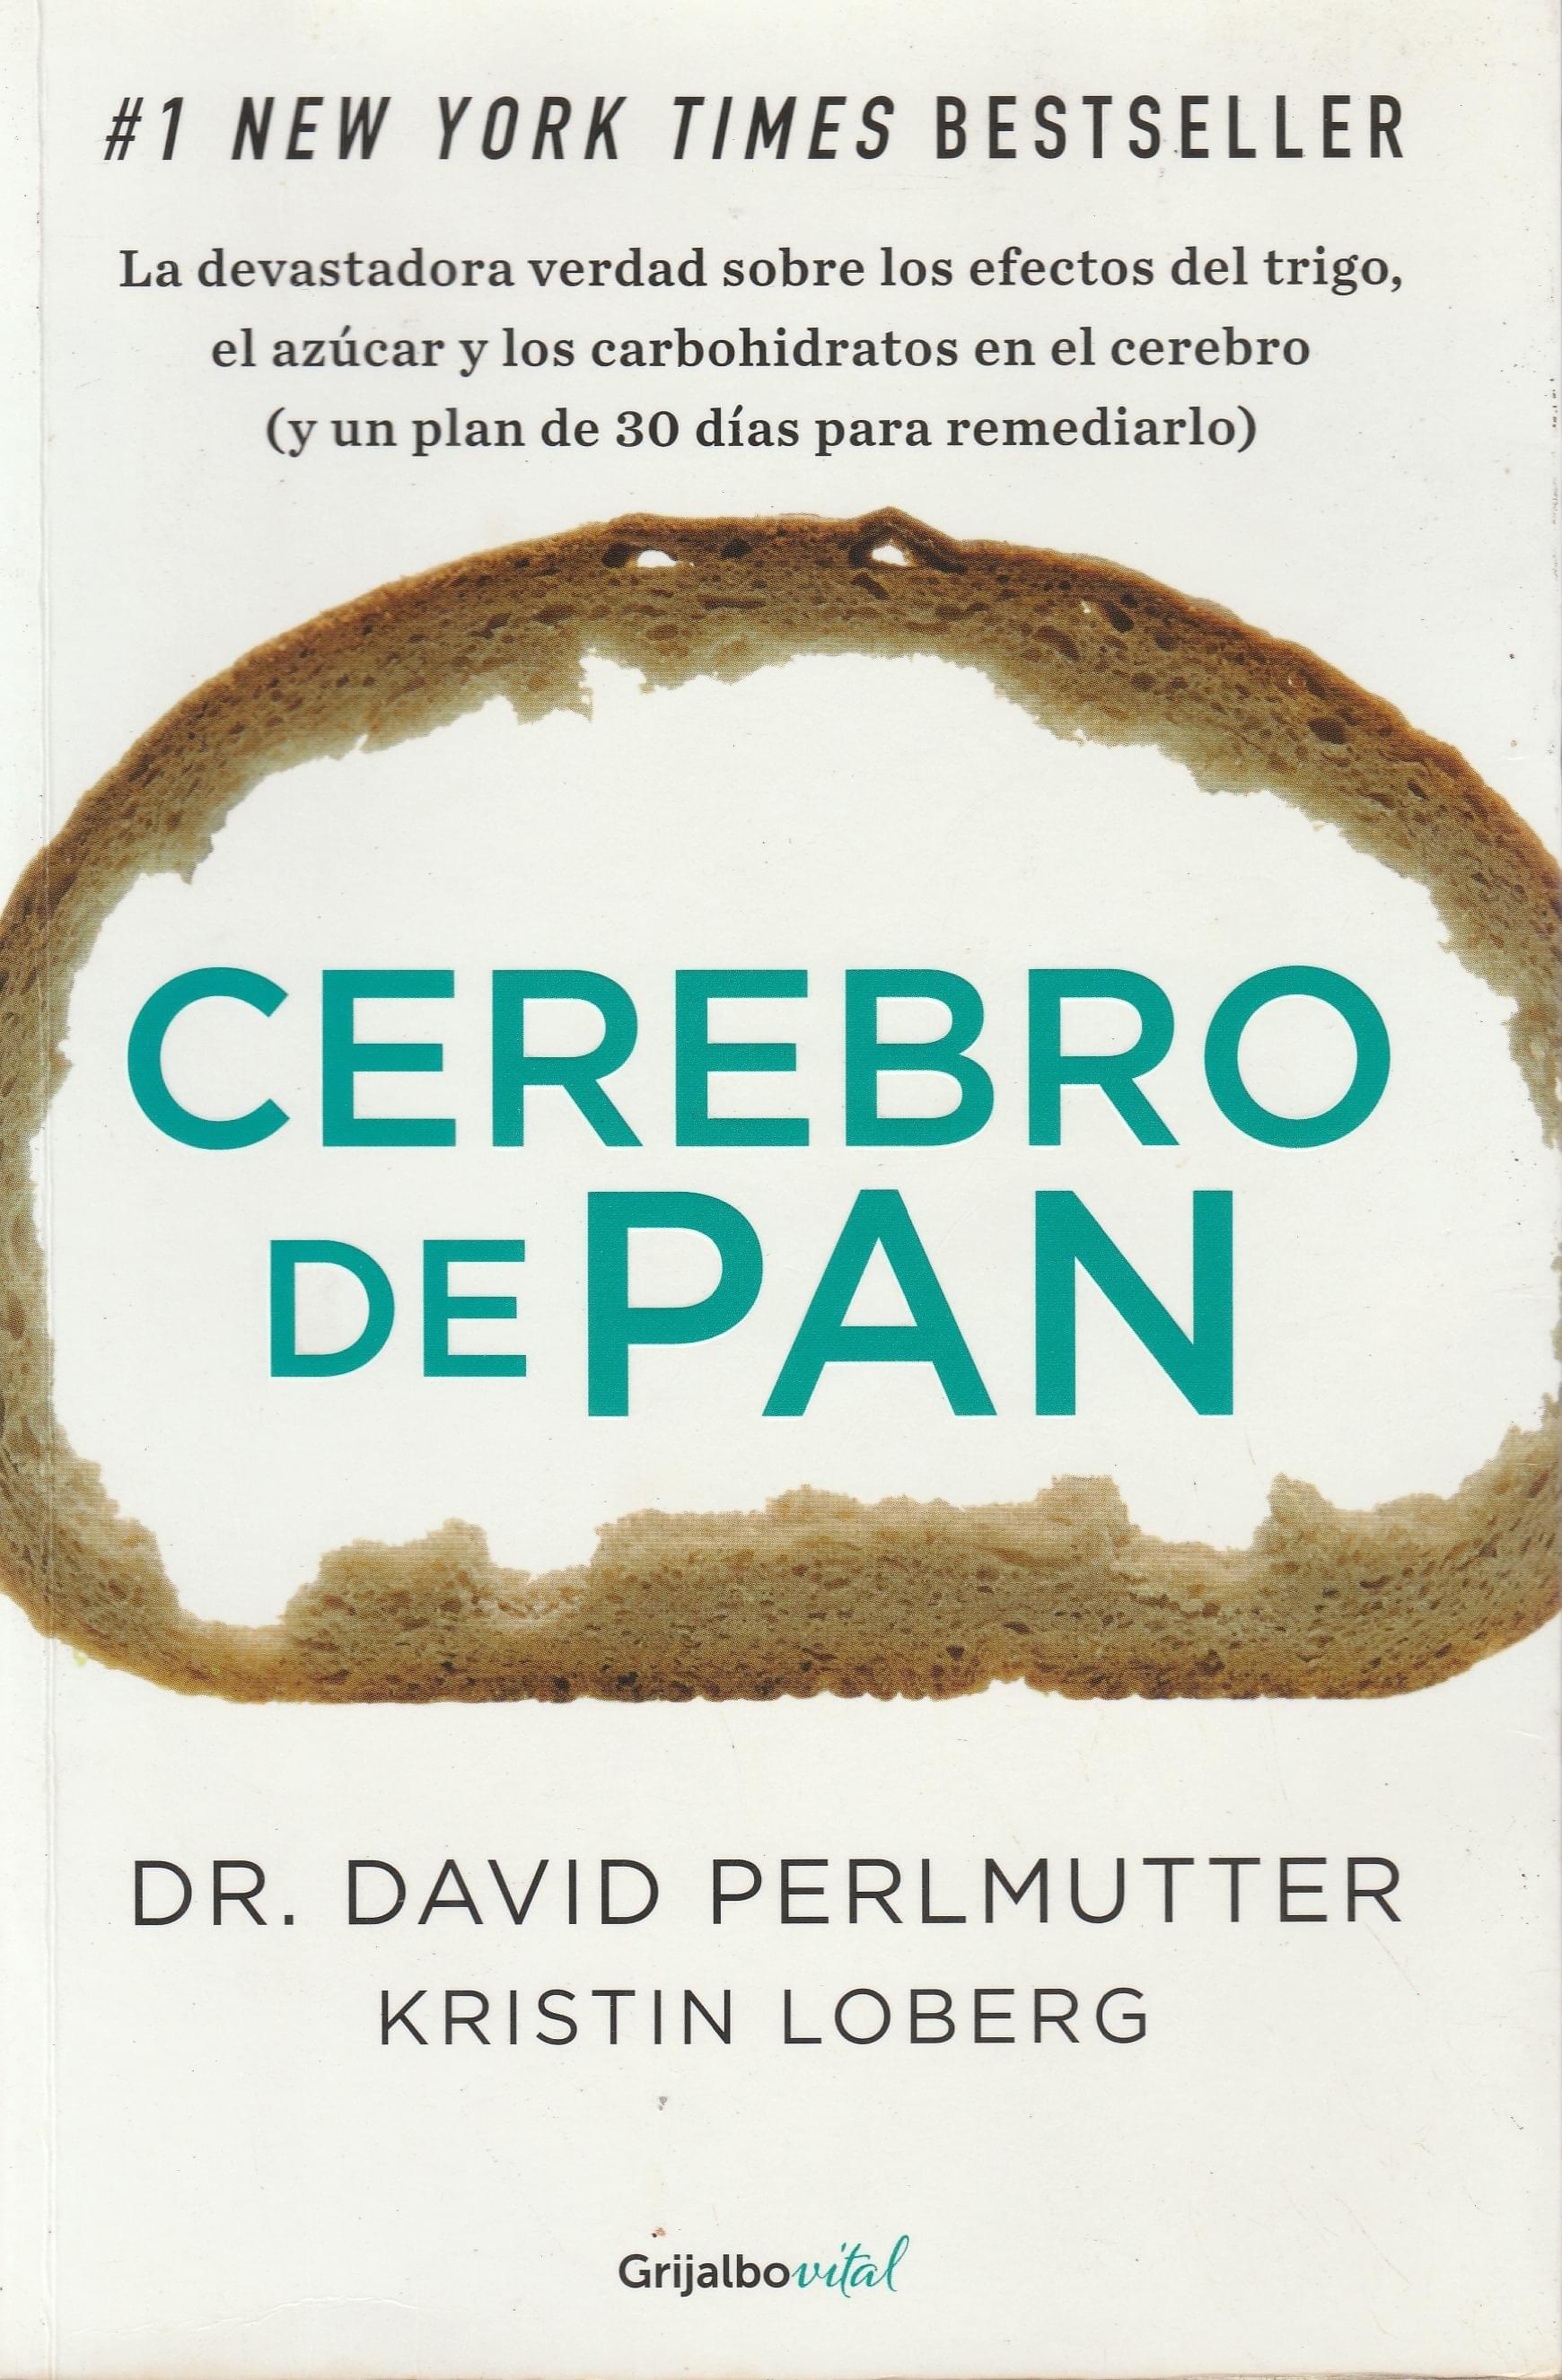 #1 NEW YORK TIMES BESTSELLER
La devastadora verdad sobre los efectos del trigo,
el azúcar y los carbohidratos en el cerebro
(y un plan de 30 días para remediarlo)
CEREBRO
DE PAN
DR. DAVID PERLMUTTER
KRISTIN LOBERG
Grijalbovital